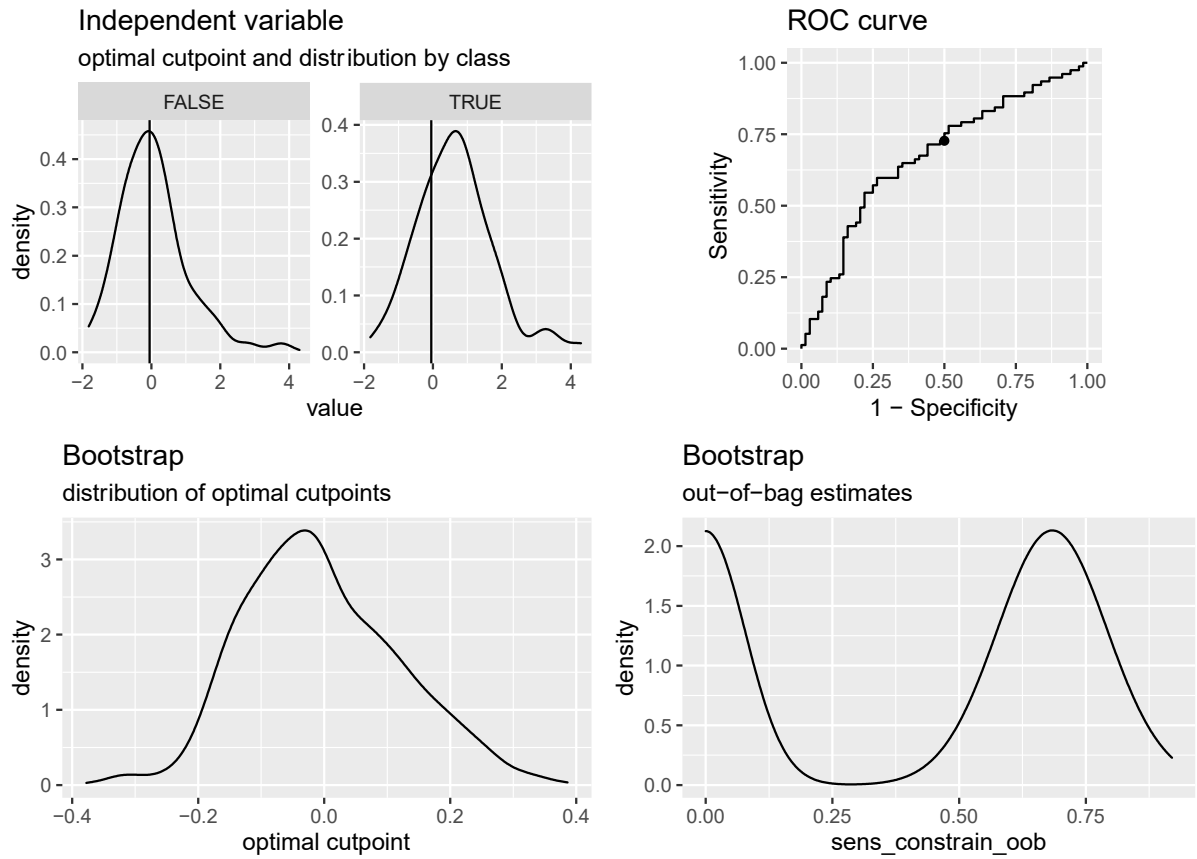 Independent variable
optimal cutpoint and distribution by class
FALSE
TRUE
density
0.4
0.3
0.2
0.1
0.0
0.4
0.3
0.2
0.1
0.0
−2 0 2 4
−2 0 2 4
value
ROC curve
Sensitivity
1.00
0.75
0.50
0.25
0.00
0.00 0.25 0.50 0.75 1.00
1 − Specificity
Bootstrap
distribution of optimal cutpoints
density
3
2
1
0
−0.4 −0.2 0.0 0.2 0.4
optimal cutpoint
Bootstrap
out−of−bag estimates
density
2.0
1.5
1.0
0.5
0.0
0.00 0.25 0.50 0.75
sens_constrain_oob